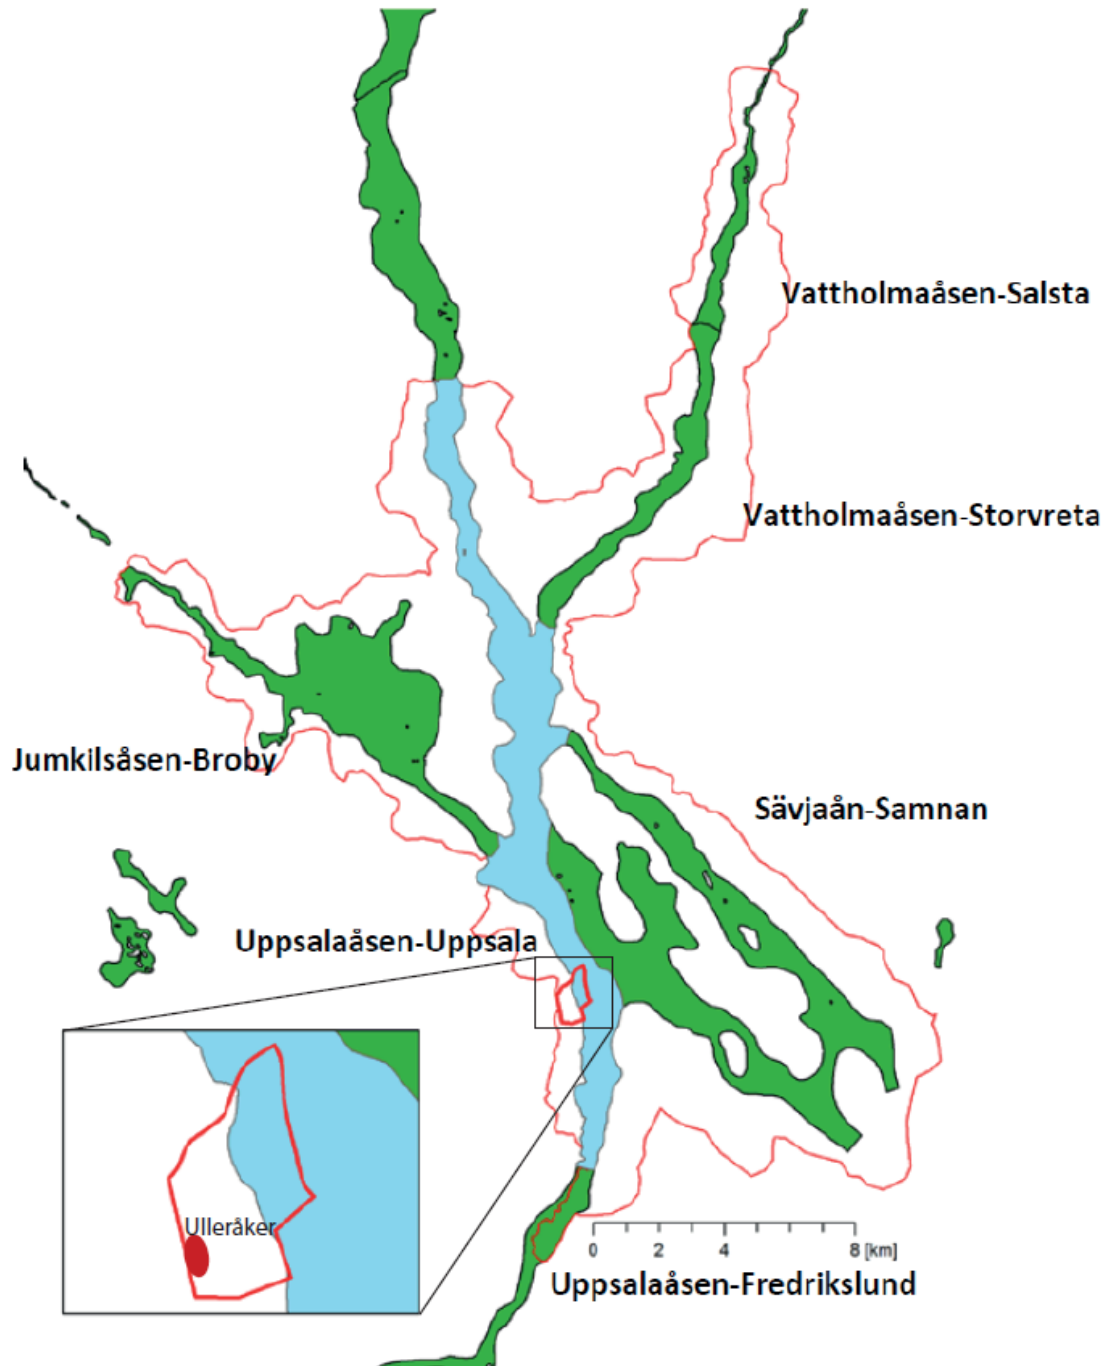 Vattholmaåsen-Salsta
Vattholmaåsen-Storvreta
Jumkilsåsen-Broby
Sävjaån-Samnan
Uppsalaåsen-Uppsala
Ulleråker
0 2 4 8 [km]
Uppsalaåsen-Fredrikslund